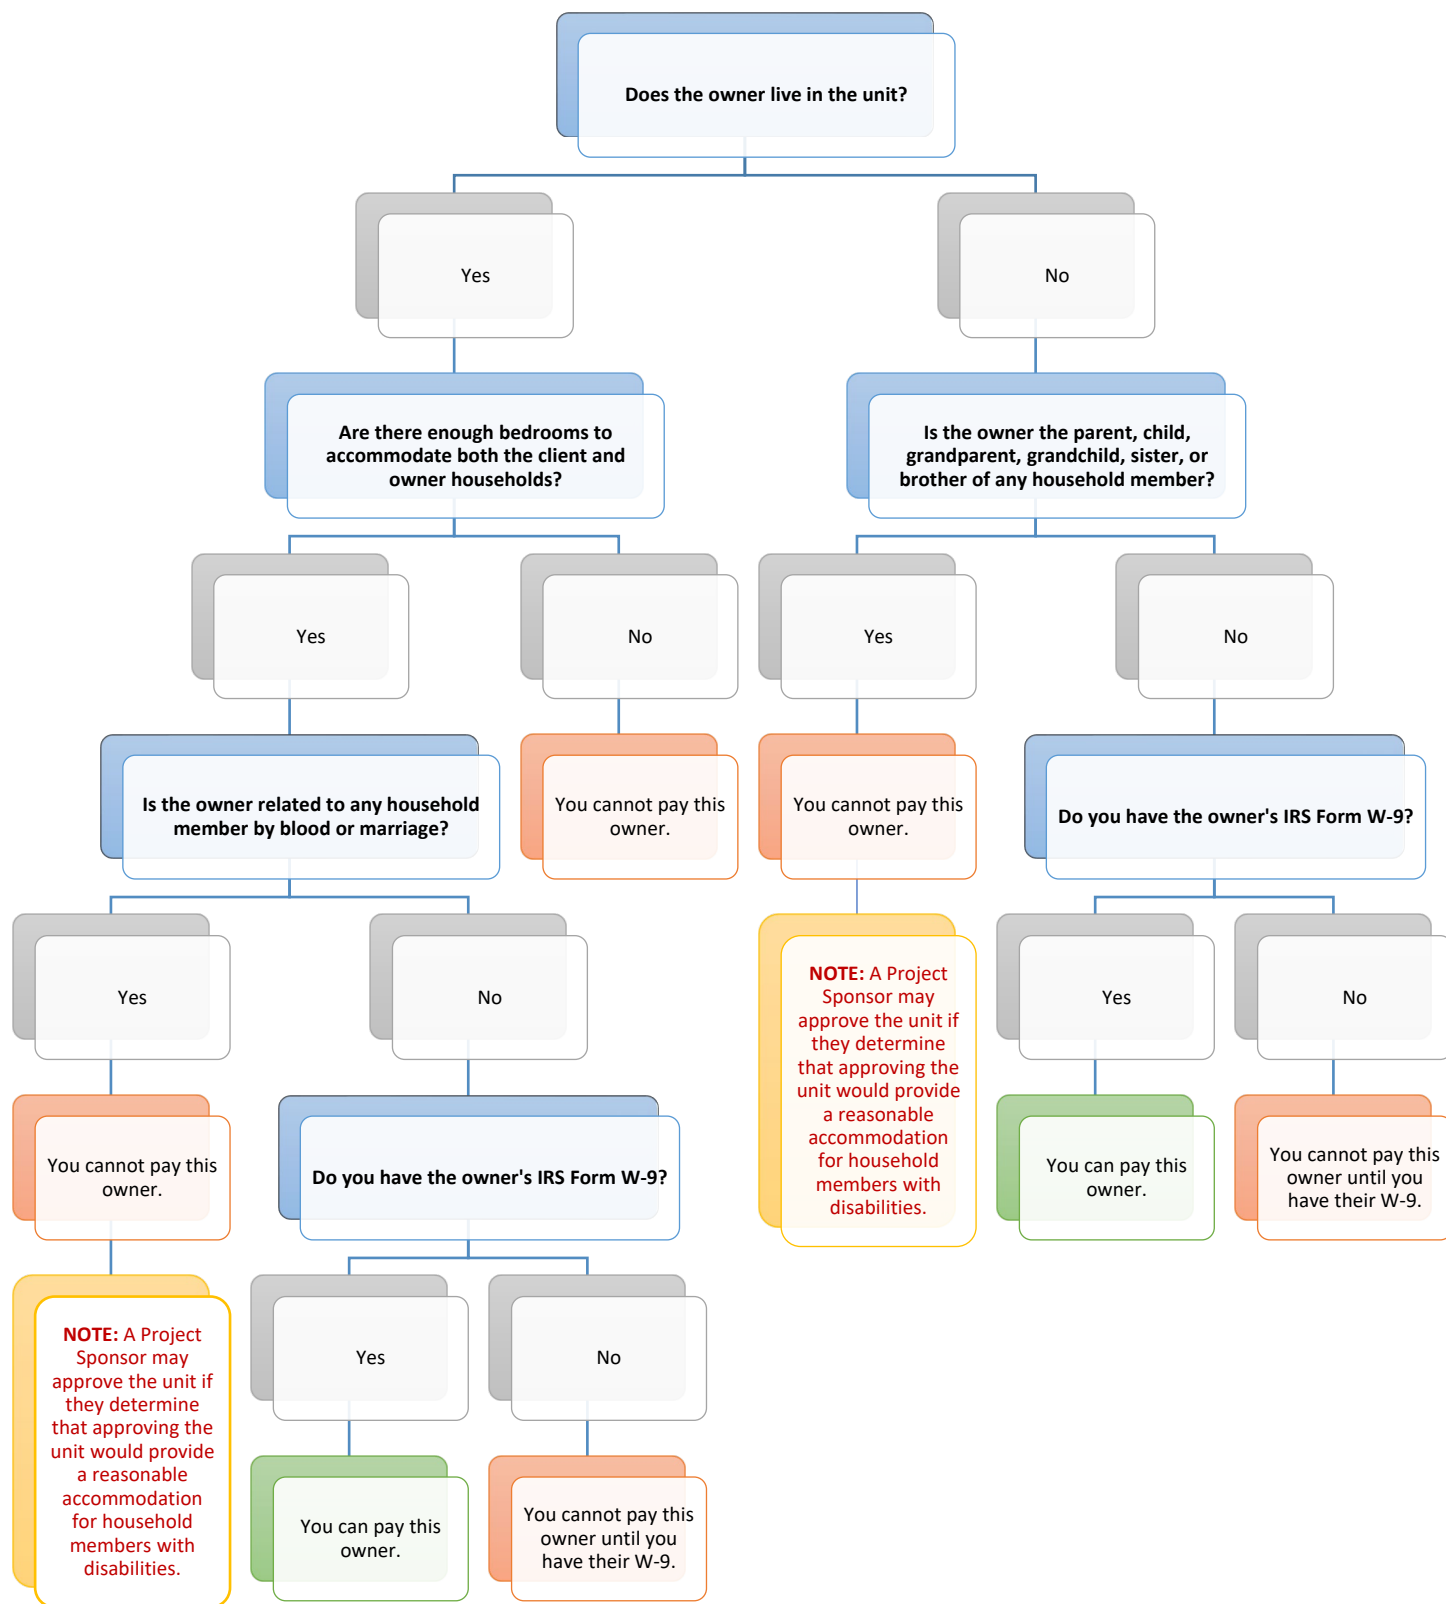 Does the owner live in the unit?
Yes
No
Are there enough bedrooms to
accommodate both the client and
owner households?
Is the owner the parent, child,
grandparent, grandchild, sister, or
brother of any household member?
Yes
No
Yes
No
Is the owner related to any household
member by blood or marriage?
You cannot pay this
owner.
You cannot pay this
owner.
Do you have the owner's IRS Form W-9?
Yes
No
NOTE: A Project
Sponsor may
approve the unit if
they determine
that approving the
unit would provide
a reasonable
accommodation
for household
members with
disabilities.
Yes
No
You cannot pay this
owner.
Do you have the owner's IRS Form W-9?
You can pay this
owner.
You cannot pay this
owner until you
have their W-9.
NOTE: A Project
Sponsor may
approve the unit if
they determine
that approving the
unit would provide
a reasonable
accommodation
for household
members with
disabilities.
Yes
No
You can pay this
owner.
You cannot pay this
owner until you
have their W-9.